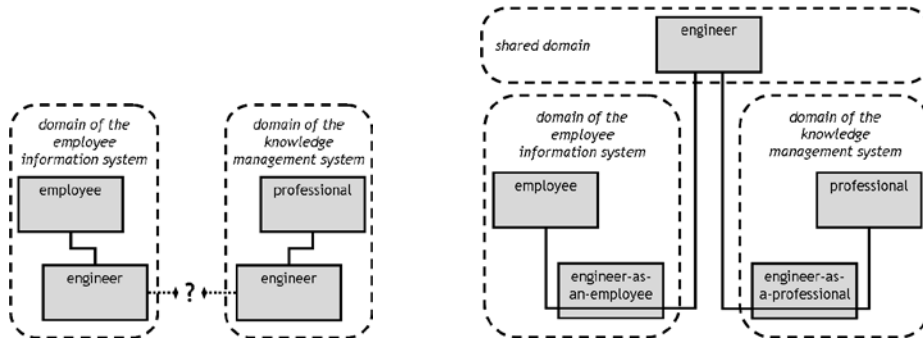 domain of the
employee
information system
employee
engineer
?
domain of the
knowledge
management system
professional
engineer
shared domain
engineer
domain of the
employee
information system
employee
engineer-as-
an-employee
domain of the
knowledge
management system
professional
engineer-as-
a-professional